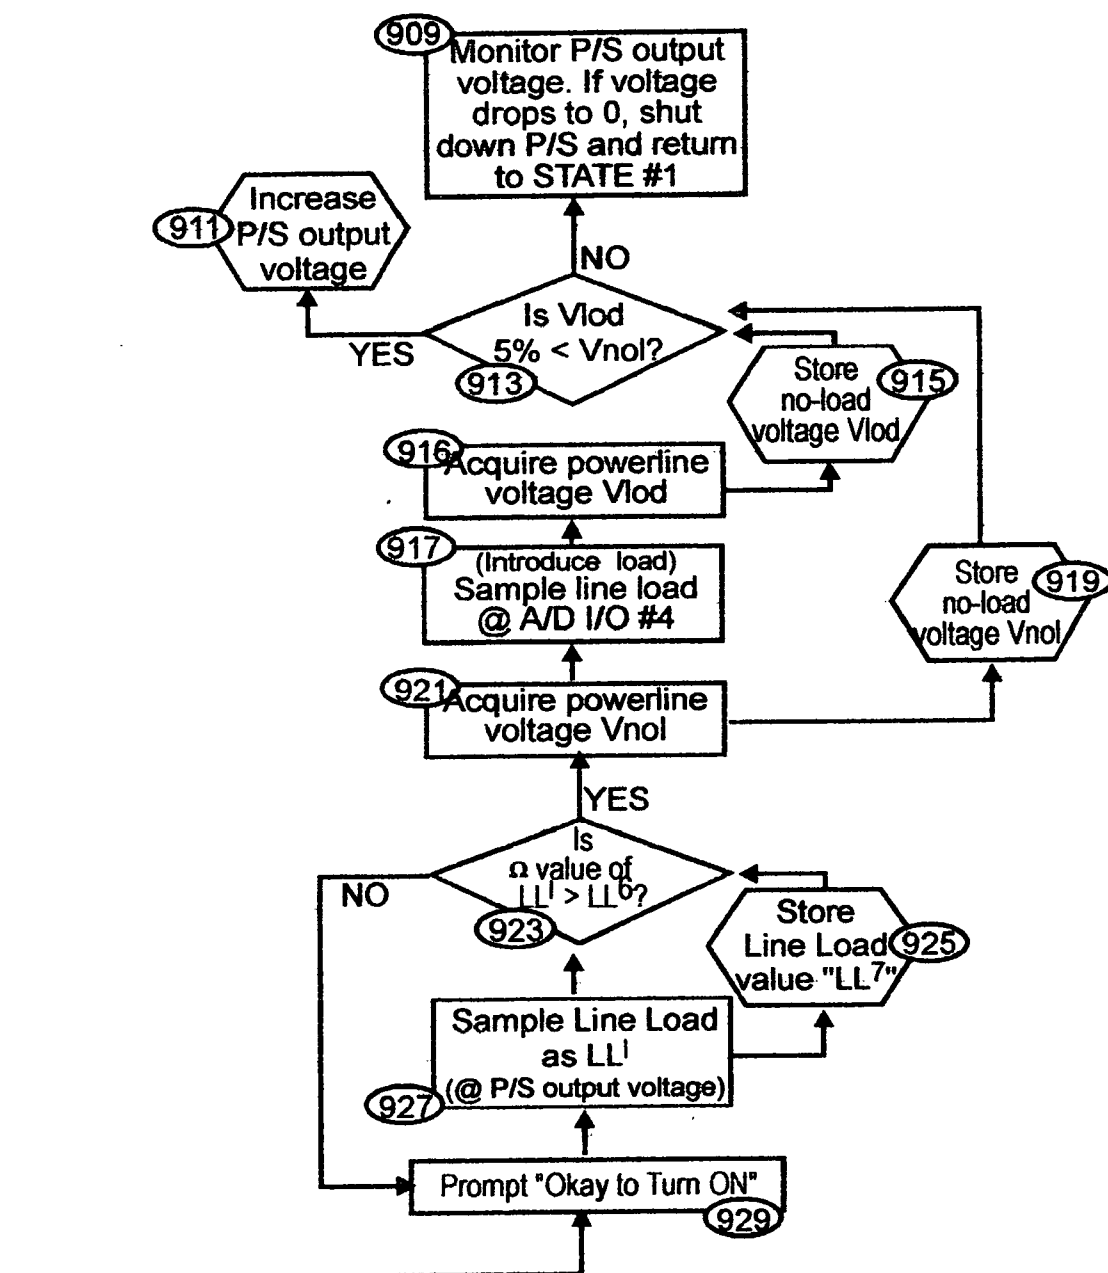 909
Monitor P/S output
voltage. If voltage
drops to 0, shut
down P/S and return
to STATE #1
911
Increase
P/S output
voltage
NO
YES
Is Vlod
5% < Vnol?
913
Store
no-load
voltage Vlod
915
916
Acquire powerline
voltage Vlod
917
(Introduce load)
Sample line load
@ A/D I/O #4
Store
no-load
voltage Vnol
919
921
Acquire powerline
voltage Vnol
YES
NO
Is
Ω value of
LL^l > LL^6?
923
Store
Line Load
value "LL^7"
925
Sample Line Load
as LL^l
(@ P/S output voltage)
927
Prompt "Okay to Turn ON"
929